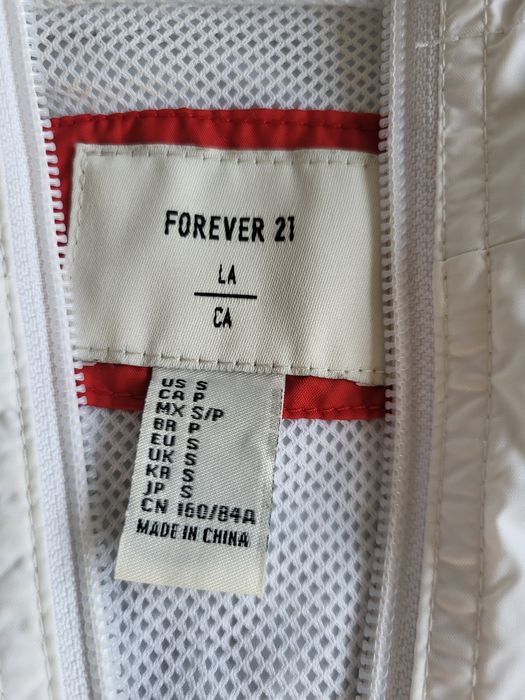 FOREVER 21
LA
CA
US S
CA P
MX S/P
BR P
EU S
UK S
KR S
JP S
CN 160/84A
MADE IN CHINA